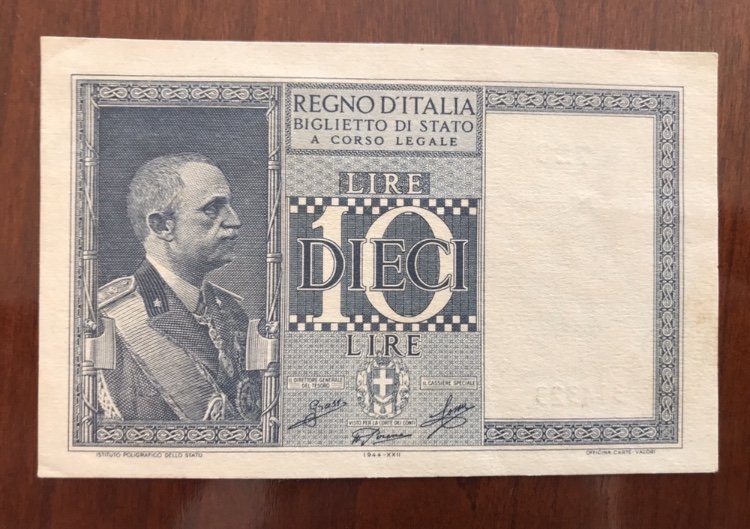 REGNO D'ITALIA
BIGLIETTO DI STATO
A CORSO LEGALE
LIRE
10
DIECI
LIRE
IL DIRETTORE GENERALE
DEL TESORO
IL CASSIERE SPECIALE
VISTO PER LA CORTE DEI CONTI
ISTITUTO POLIGRAFICO DELLO STATO
1944-XXII
OFFICINA CARTE-VALORI